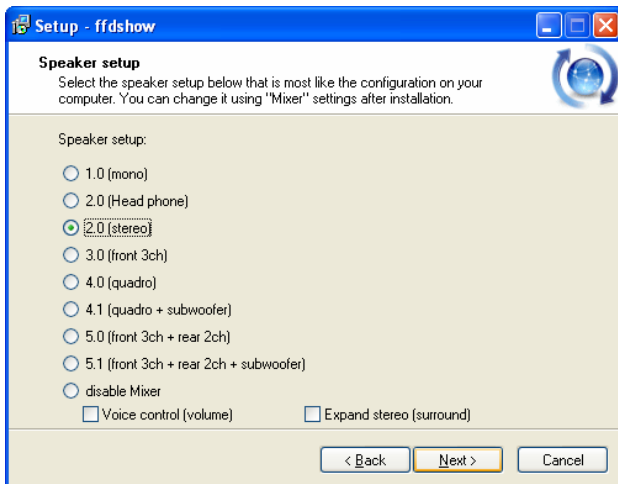 Setup - ffdshow
Speaker setup
Select the speaker setup below that is most like the configuration on your
computer. You can change it using "Mixer" settings after installation.
Speaker setup:
1.0 (mono)
2.0 (Head phone)
2.0 (stereo)
3.0 (front 3ch)
4.0 (quadro)
4.1 (quadro + subwoofer)
5.0 (front 3ch + rear 2ch)
5.1 (front 3ch + rear 2ch + subwoofer)
disable Mixer
Voice control (volume) Expand stereo (surround)
< Back Next > Cancel